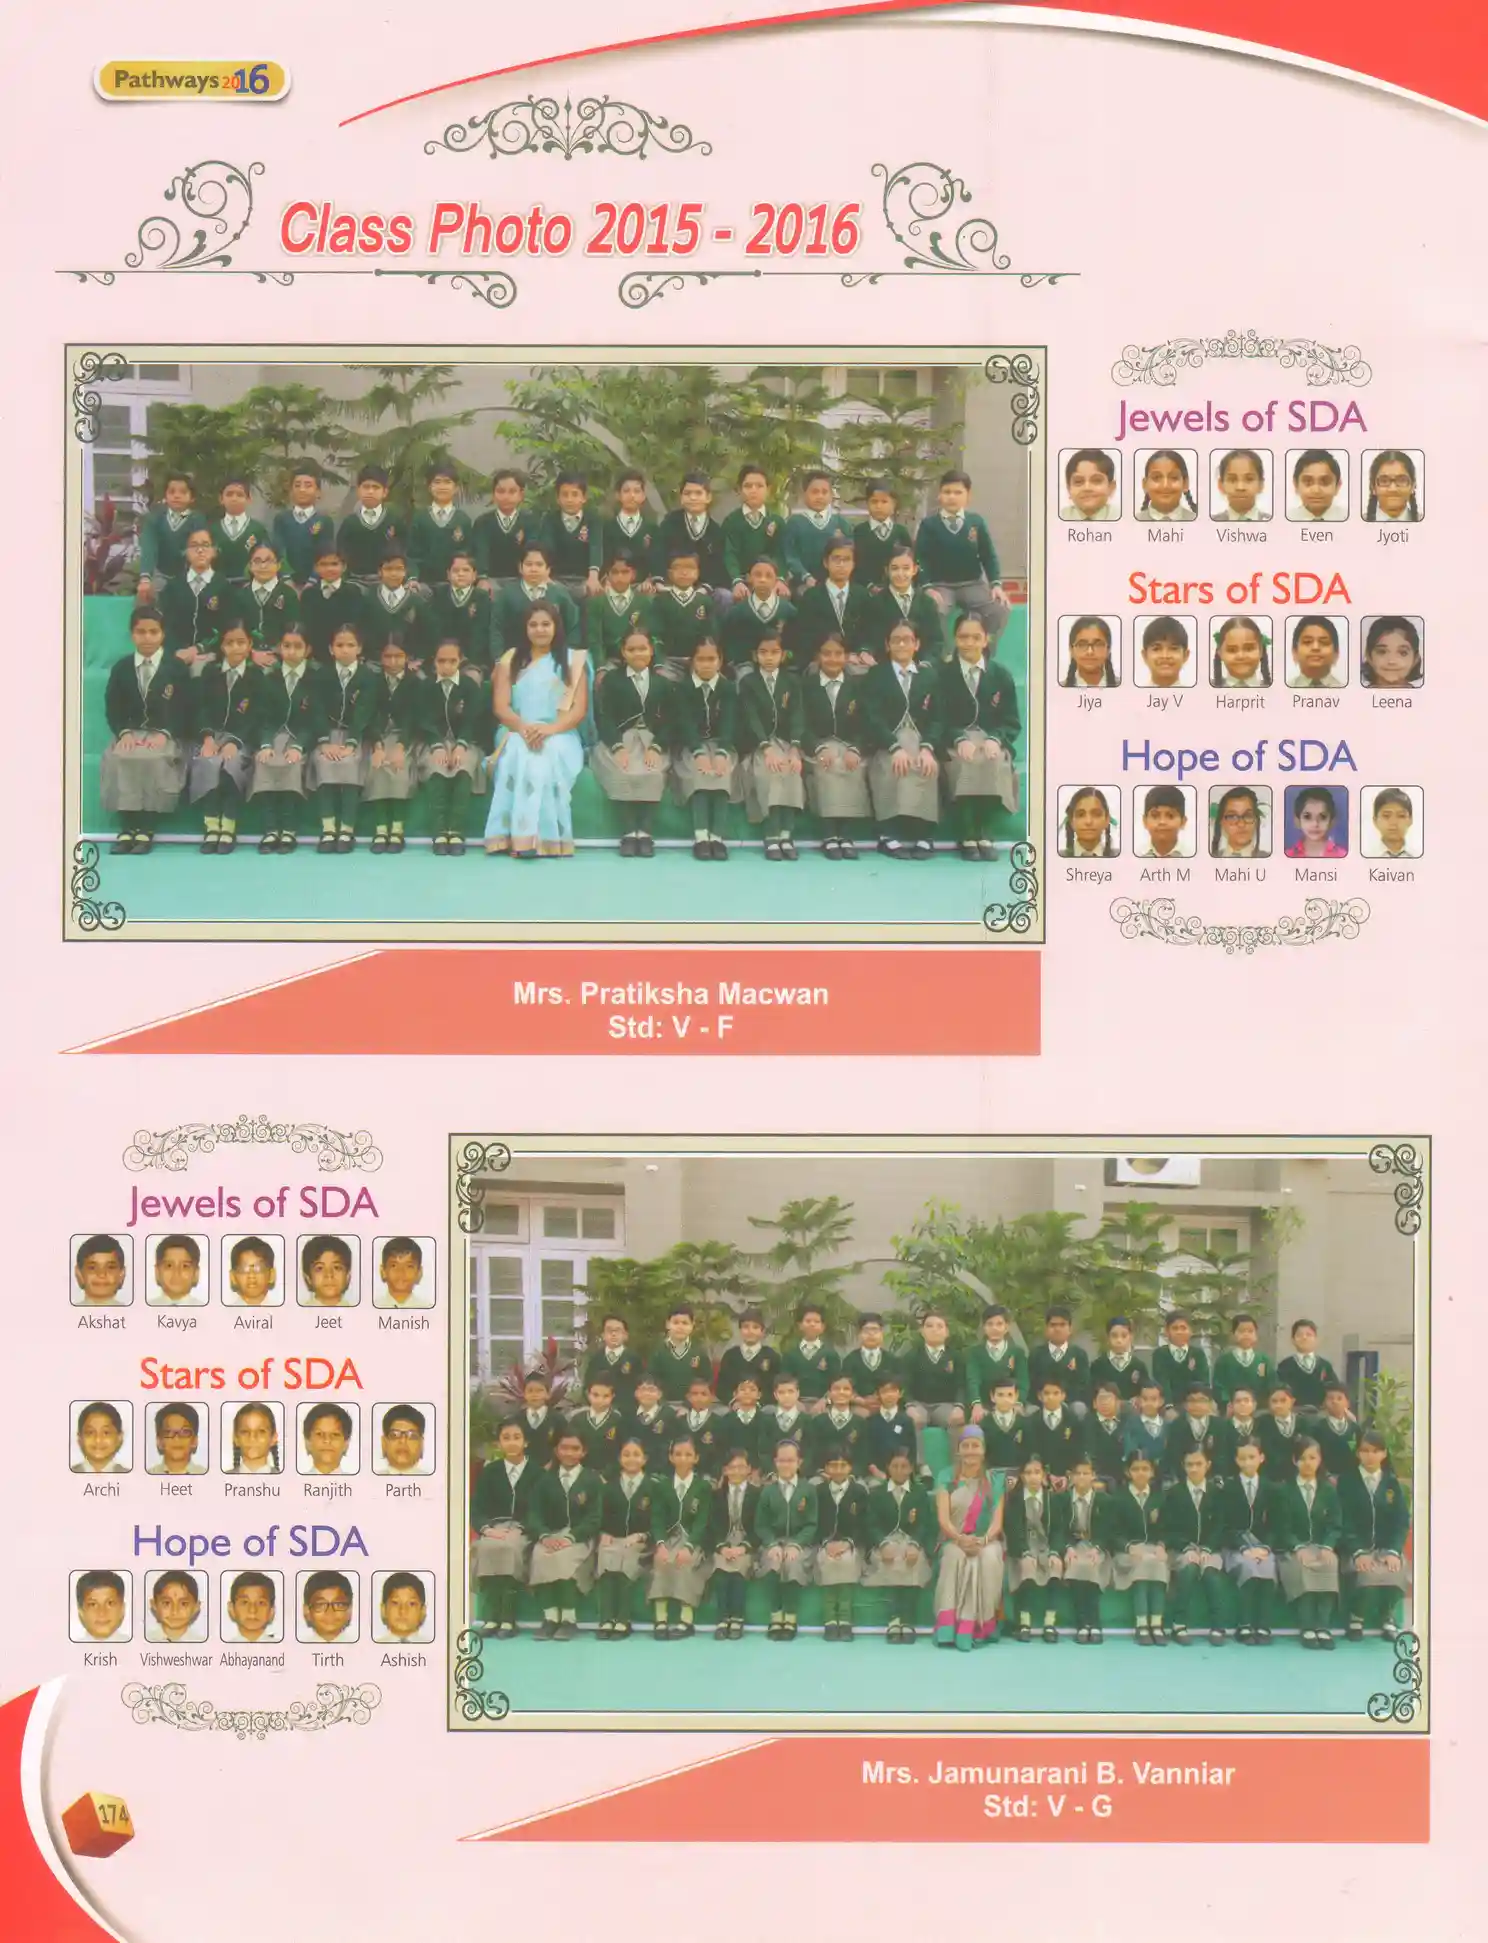 Pathways 2016
Class Photo 2015 - 2016
Jewels of SDA
Rohan Mahi Vishwa Even Jyoti
Stars of SDA
Jiya Jay V Harprit Pranav Leena
Hope of SDA
Shreya Arth M Mahi U Mansi Kaivan
Mrs. Pratiksha Macwan
Std: V - F
Jewels of SDA
Akshat Kavya Aviral Jeet Manish
Stars of SDA
Archi Heet Pranshu Ranjith Parth
Hope of SDA
Krish Vishweshwar Abhayanand Tirth Ashish
Mrs. Jamunarani B. Vanniar
Std: V - G
174